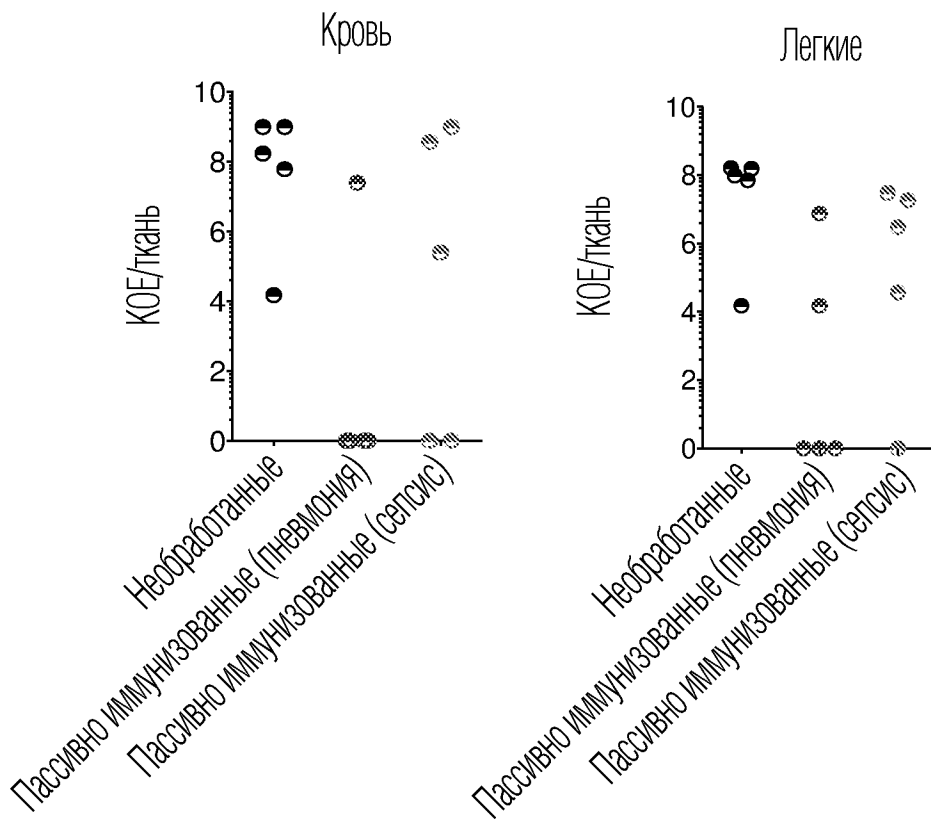 Кровь
КОЕ/ткань
10
8
6
4
2
0
Необработанные
Пассивно иммунизованные (пневмония)
Пассивно иммунизованные (сепсис)
Легкие
КОЕ/ткань
10
8
6
4
2
0
Необработанные
Пассивно иммунизованные (пневмония)
Пассивно иммунизованные (сепсис)